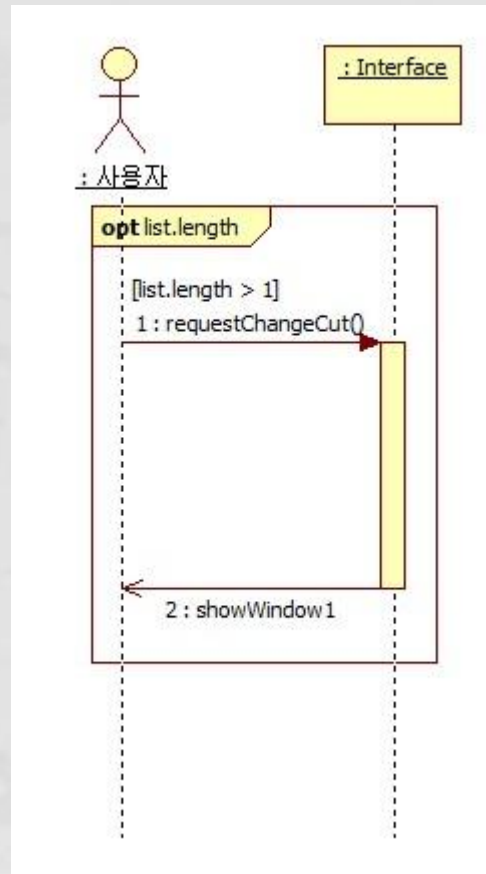 : Interface
: 사용자
opt list.length
[list.length > 1]
1 : requestChangeCut()
2 : showWindow1